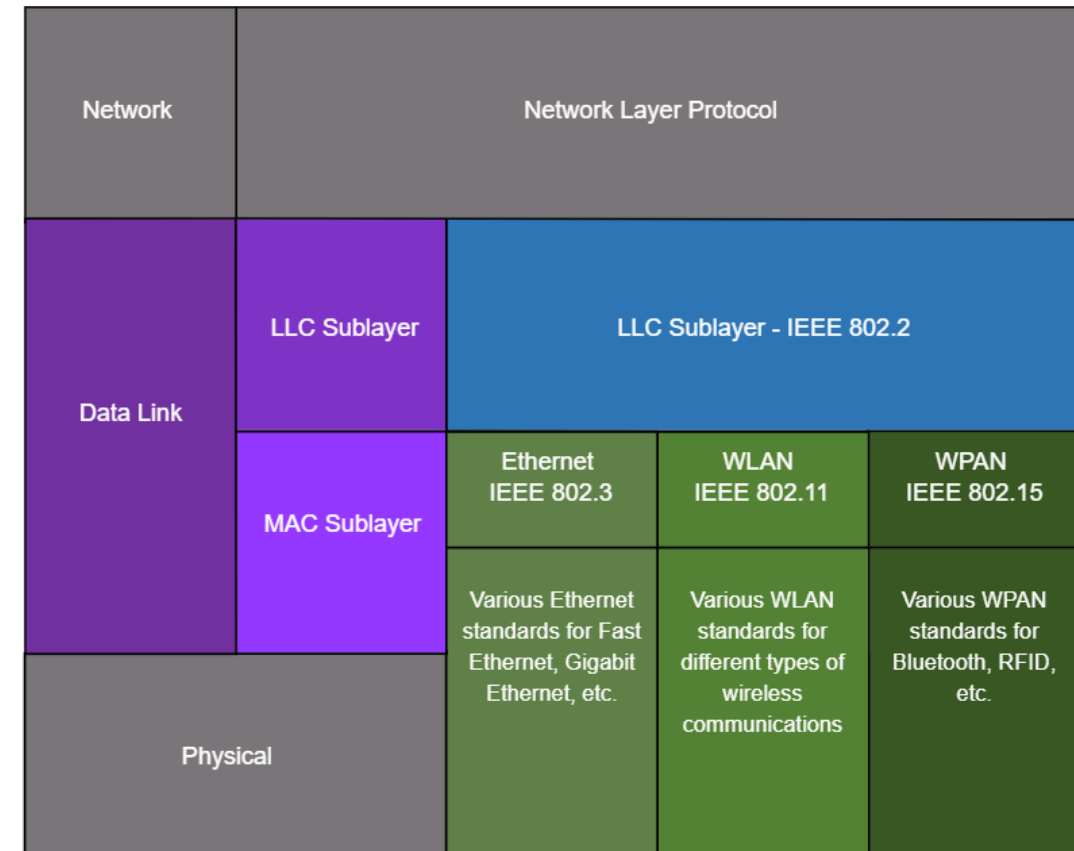 Network
Network Layer Protocol
LLC Sublayer
LLC Sublayer - IEEE 802.2
Data Link
MAC Sublayer
Ethernet
IEEE 802.3
WLAN
IEEE 802.11
WPAN
IEEE 802.15
Various Ethernet
standards for Fast
Ethernet, Gigabit
Ethernet, etc.
Various WLAN
standards for
different types of
wireless
communications
Various WPAN
standards for
Bluetooth, RFID,
etc.
Physical